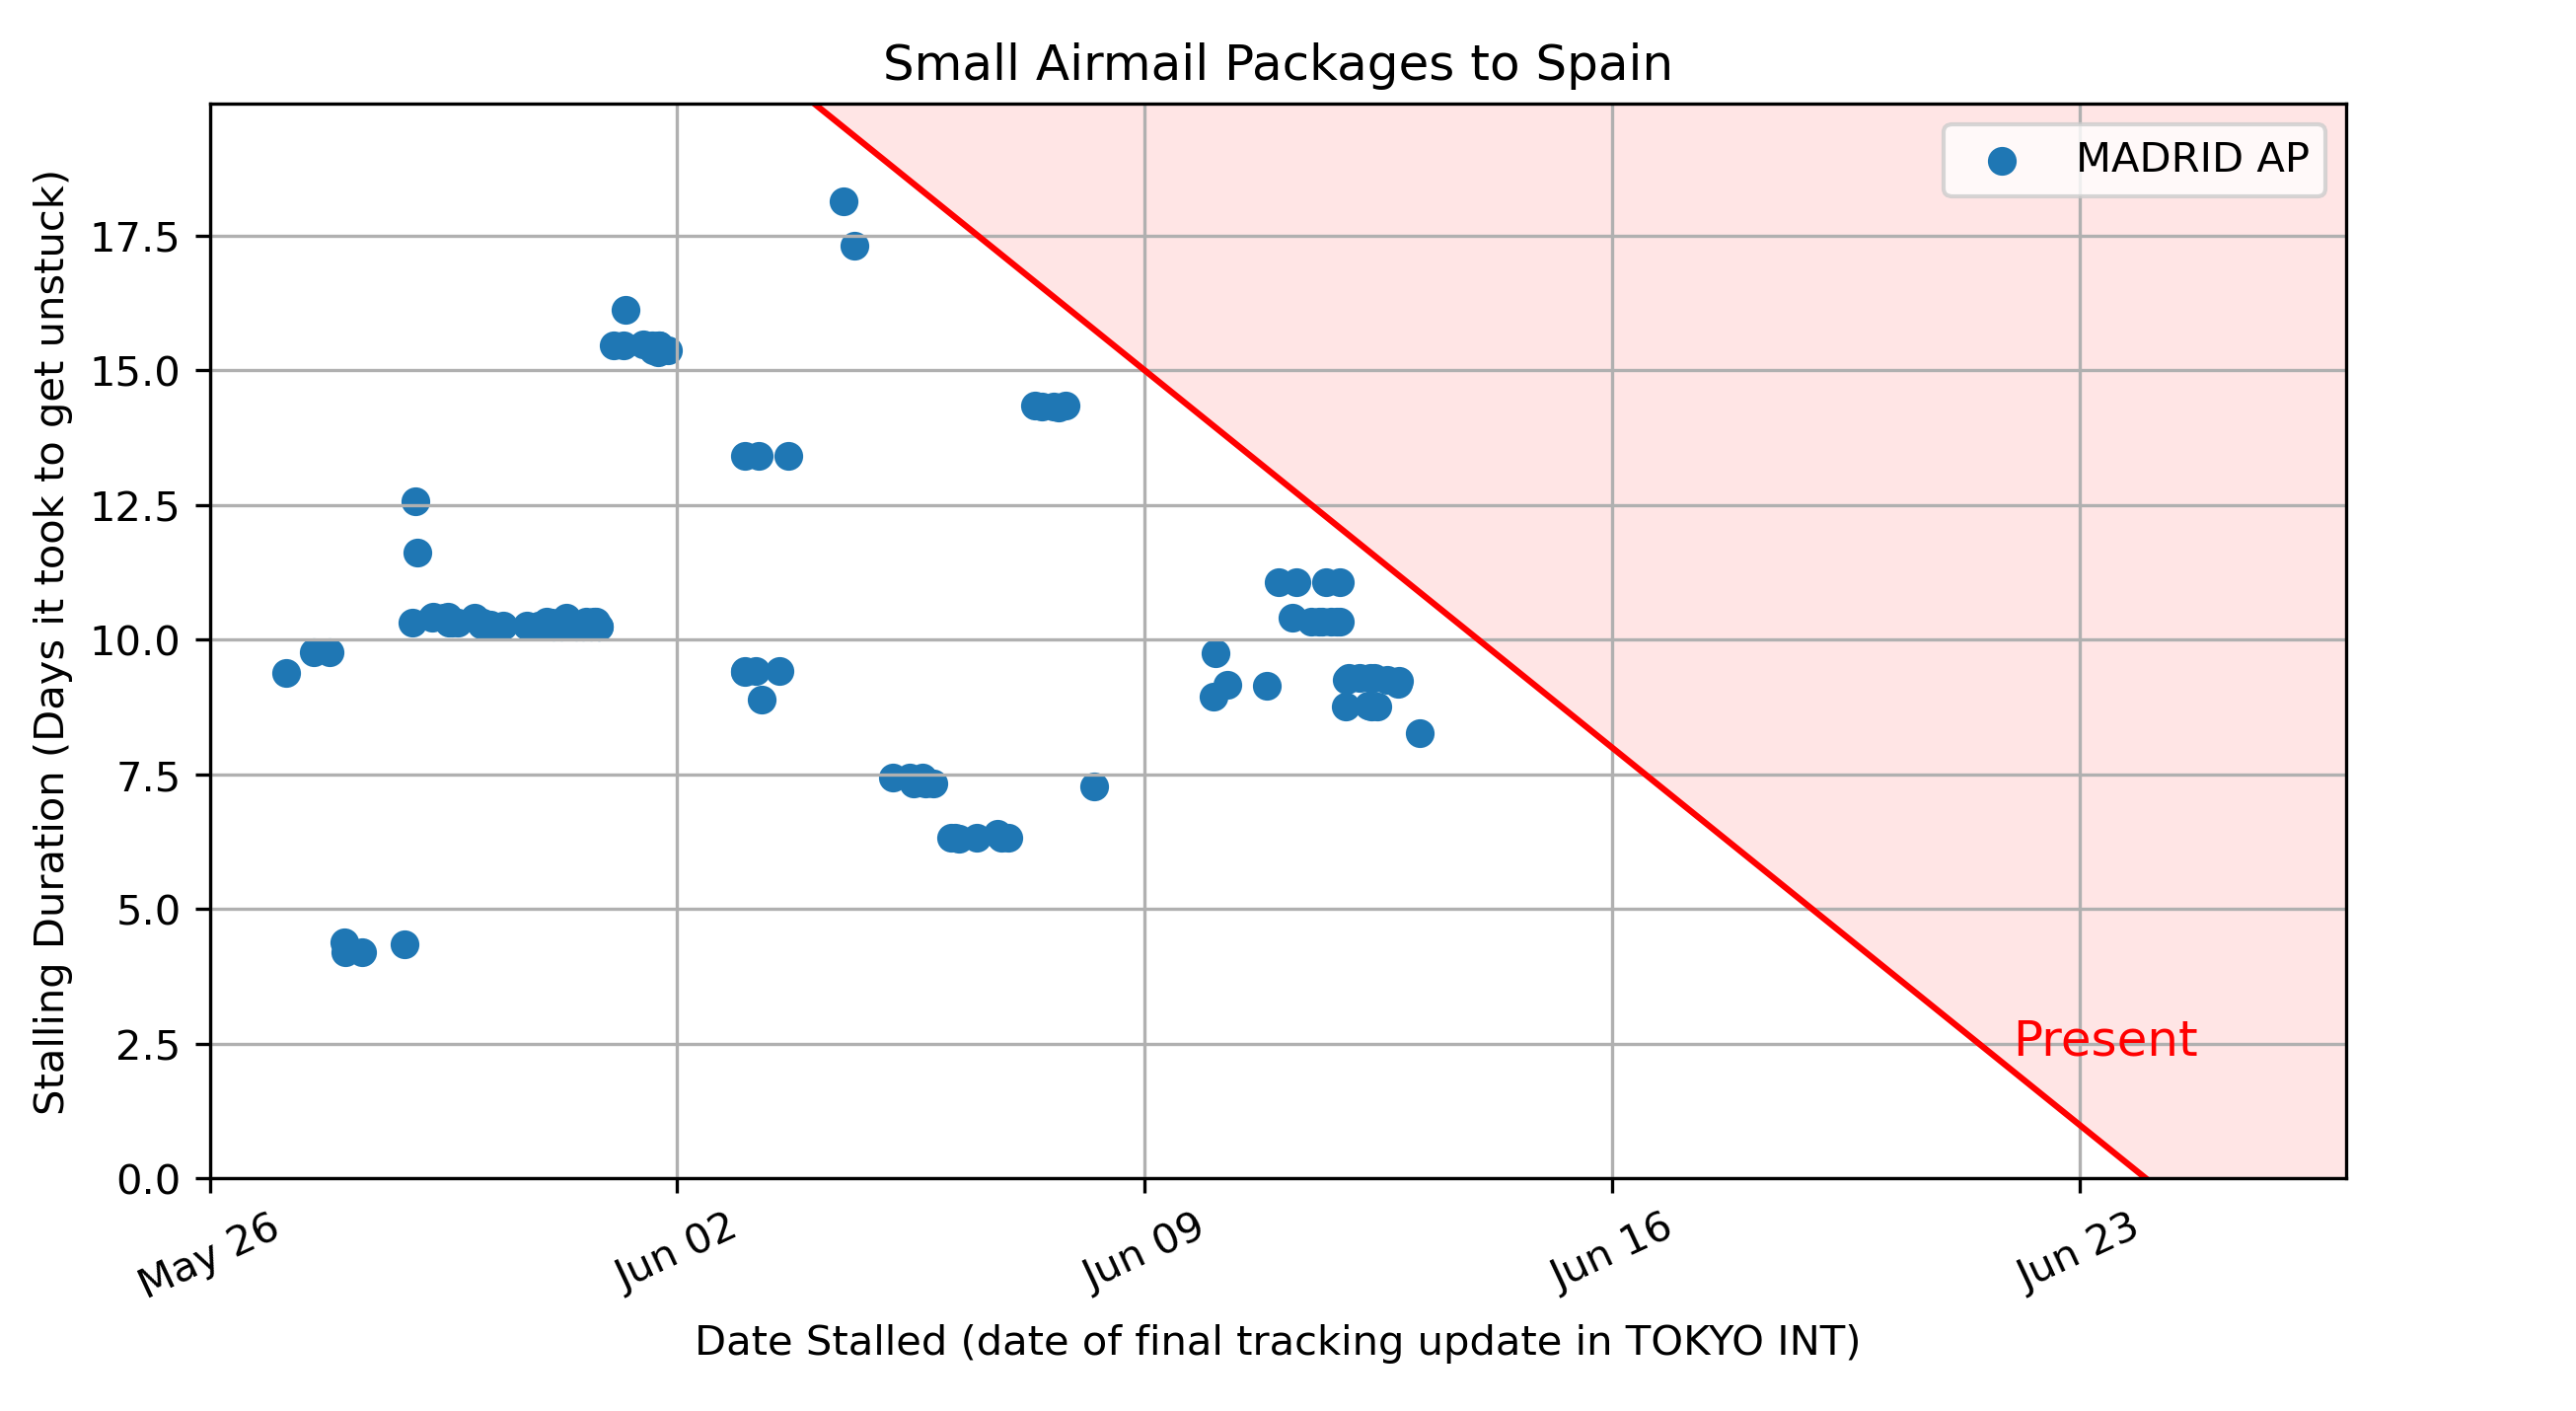 Small Airmail Packages to Spain
MADRID AP
Stalling Duration (Days it took to get unstuck)
17.5
15.0
12.5
10.0
7.5
5.0
2.5
0.0
Present
May 26
Jun 02
Jun 09
Jun 16
Jun 23
Date Stalled (date of final tracking update in TOKYO INT)